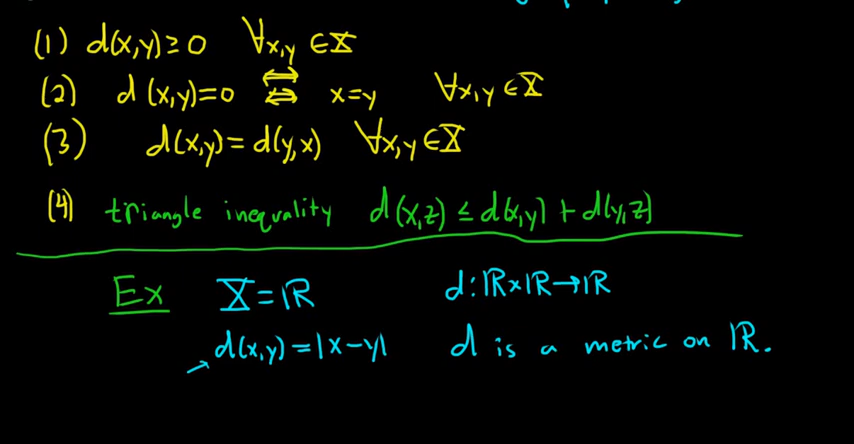 (1) d(x,y) ≥ 0 ∀x,y ∈ X
(2) d(x,y)=0 ⇔ x=y ∀x,y ∈ X
(3) d(x,y) = d(y,x) ∀x,y ∈ X
(4) triangle inequality d(x,z) ≤ d(x,y) + d(y,z)
Ex X = ℝ d: ℝ×ℝ→ℝ
→ d(x,y) = |x-y| d is a metric on ℝ.